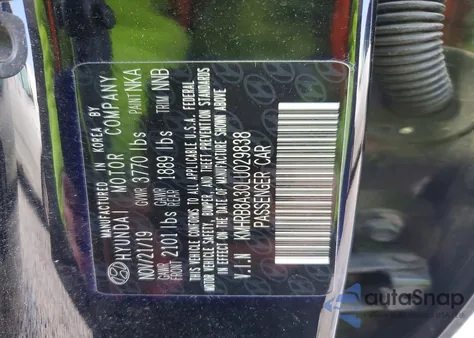 MANUFACTURED IN KOREA BY
HYUNDAI MOTOR COMPANY
NOV/21/19 GVWR 3770 lbs PAINT NKA
GAWR FRONT 2101 lbs GAWR REAR 1889 lbs TRIM NNB
THIS VEHICLE CONFORMS TO ALL APPLICABLE U.S.A. FEDERAL
MOTOR VEHICLE SAFETY, BUMPER, AND THEFT PREVENTION STANDARDS
IN EFFECT ON THE DATE OF MANUFACTURE SHOWN ABOVE
V·I·N : KMHRB8A30LU029838
PASSENGER CAR
autoSnap